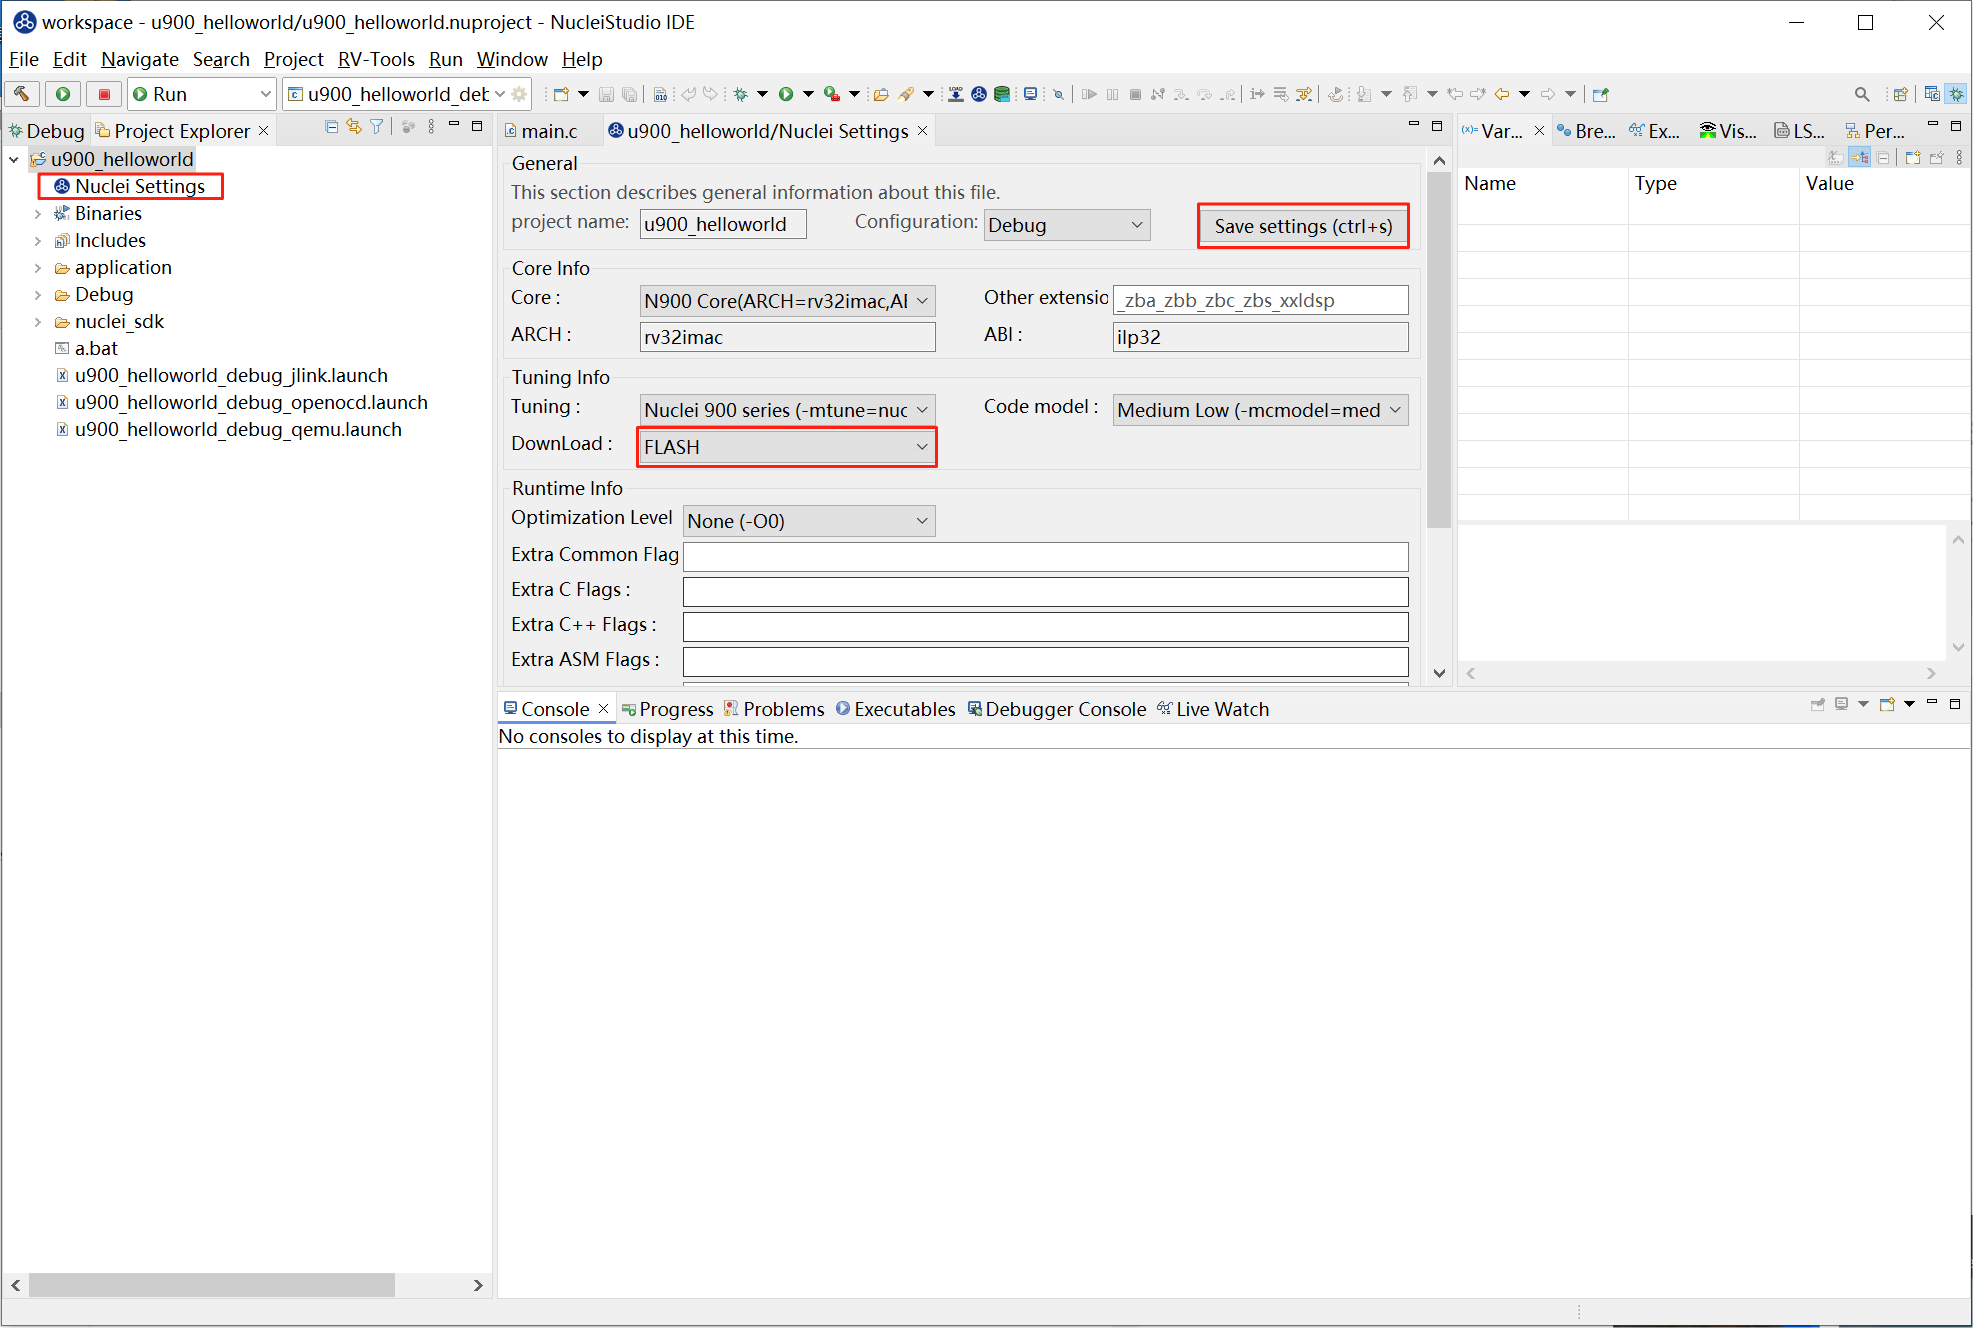 workspace - u900_helloworld/u900_helloworld.nuproject - NucleiStudio IDE
File Edit Navigate Search Project RV-Tools Run Window Help
Run u900_helloworld_deb
Debug Project Explorer
u900_helloworld
Nuclei Settings
Binaries
Includes
application
Debug
nuclei_sdk
a.bat
u900_helloworld_debug_jlink.launch
u900_helloworld_debug_openocd.launch
u900_helloworld_debug_qemu.launch
main.c u900_helloworld/Nuclei Settings
General
This section describes general information about this file.
project name: u900_helloworld Configuration: Debug Save settings (ctrl+s)
Core Info
Core : N900 Core(ARCH=rv32imac,AB Other extensio _zba_zbb_zbc_zbs_xxldsp
ARCH : rv32imac ABI : ilp32
Tuning Info
Tuning : Nuclei 900 series (-mtune=nuc Code model : Medium Low (-mcmodel=med
DownLoad : FLASH
Runtime Info
Optimization Level None (-O0)
Extra Common Flag
Extra C Flags :
Extra C++ Flags :
Extra ASM Flags :
(x)= Var... Bre... Ex... Vis... LS... Per...
Name Type Value
Console Progress Problems Executables Debugger Console Live Watch
No consoles to display at this time.